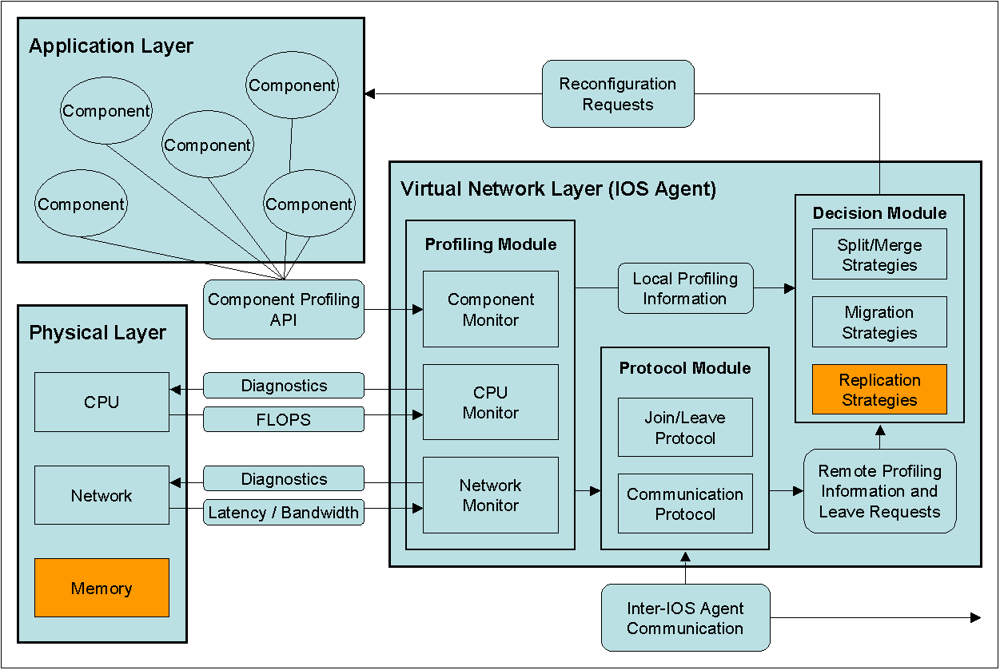 Application Layer
Component
Component
Component
Component
Component
Reconfiguration
Requests
Virtual Network Layer (IOS Agent)
Profiling Module
Component
Monitor
CPU
Monitor
Network
Monitor
Local Profiling
Information
Decision Module
Split/Merge
Strategies
Migration
Strategies
Replication
Strategies
Component Profiling
API
Physical Layer
CPU
Network
Memory
Diagnostics
FLOPS
Diagnostics
Latency / Bandwidth
Protocol Module
Join/Leave
Protocol
Communication
Protocol
Remote Profiling
Information and
Leave Requests
Inter-IOS Agent
Communication